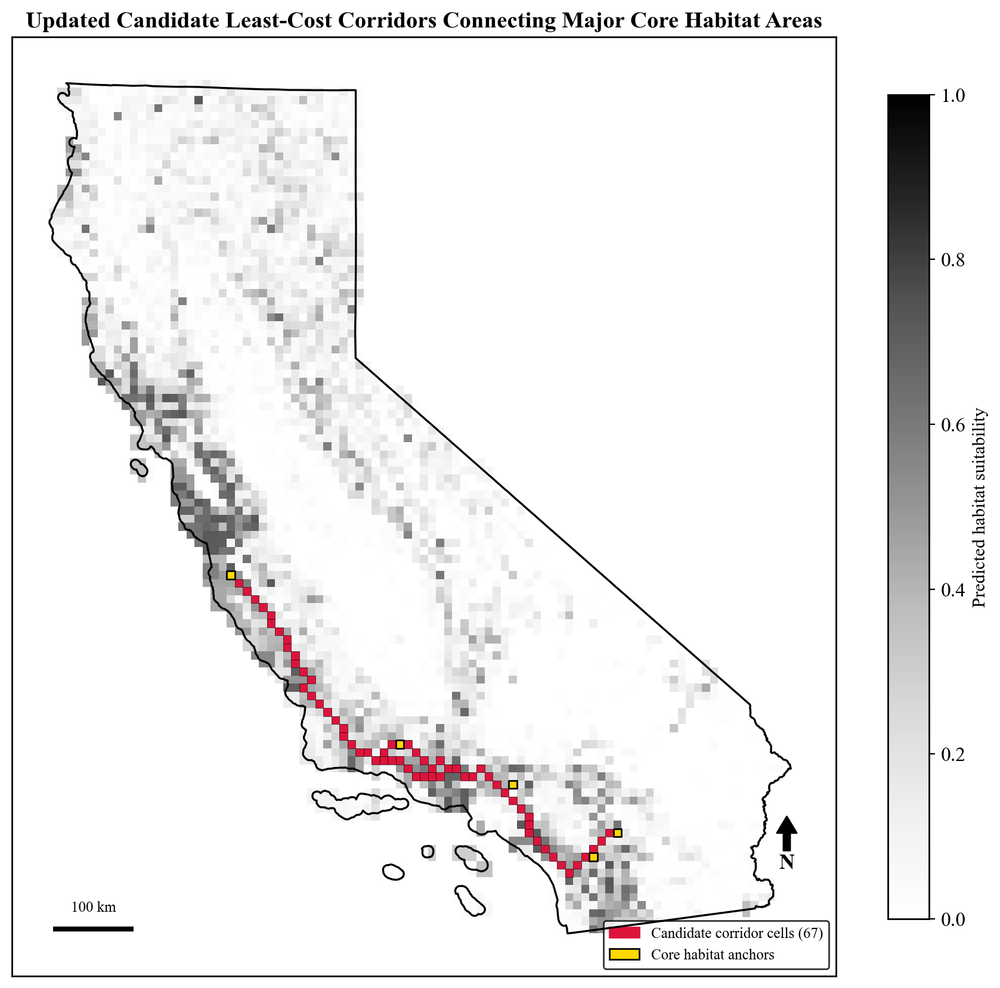 Updated Candidate Least-Cost Corridors Connecting Major Core Habitat Areas
1.0
0.8
0.6
0.4
0.2
0.0
Predicted habitat suitability
N
100 km
Candidate corridor cells (67)
Core habitat anchors